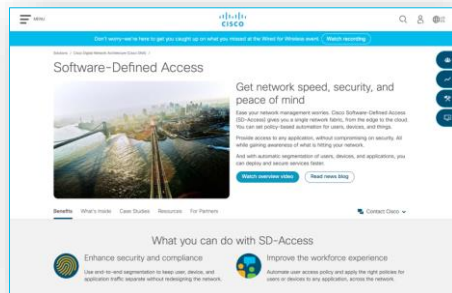 MENU
CISCO
Don't worry-we're here to get you caught up on what you missed at the Wired for Wireless event. Watch recording
Solutions / Cisco Digital Network Architecture (Cisco DNA) /
Software-Defined Access
Get network speed, security, and
peace of mind
Ease your network management worries. Cisco Software-Defined Access
(SD-Access) gives you a single network fabric, from the edge to the cloud.
You can set policy-based automation for users, devices, and things.
Provide access to any application, without compromising on security. All
while gaining awareness of what is hitting your network.
And with automatic segmentation of users, devices, and applications, you
can deploy and secure services faster.
Watch overview video Read news blog
Benefits What's Inside Case Studies Resources For Partners Contact Cisco
What you can do with SD-Access
Enhance security and compliance
Use end-to-end segmentation to keep user, device, and
application traffic separate without redesigning the network.
Improve the workforce experience
Automate user access policy and apply the right policies for
users or devices to any application, across the network.